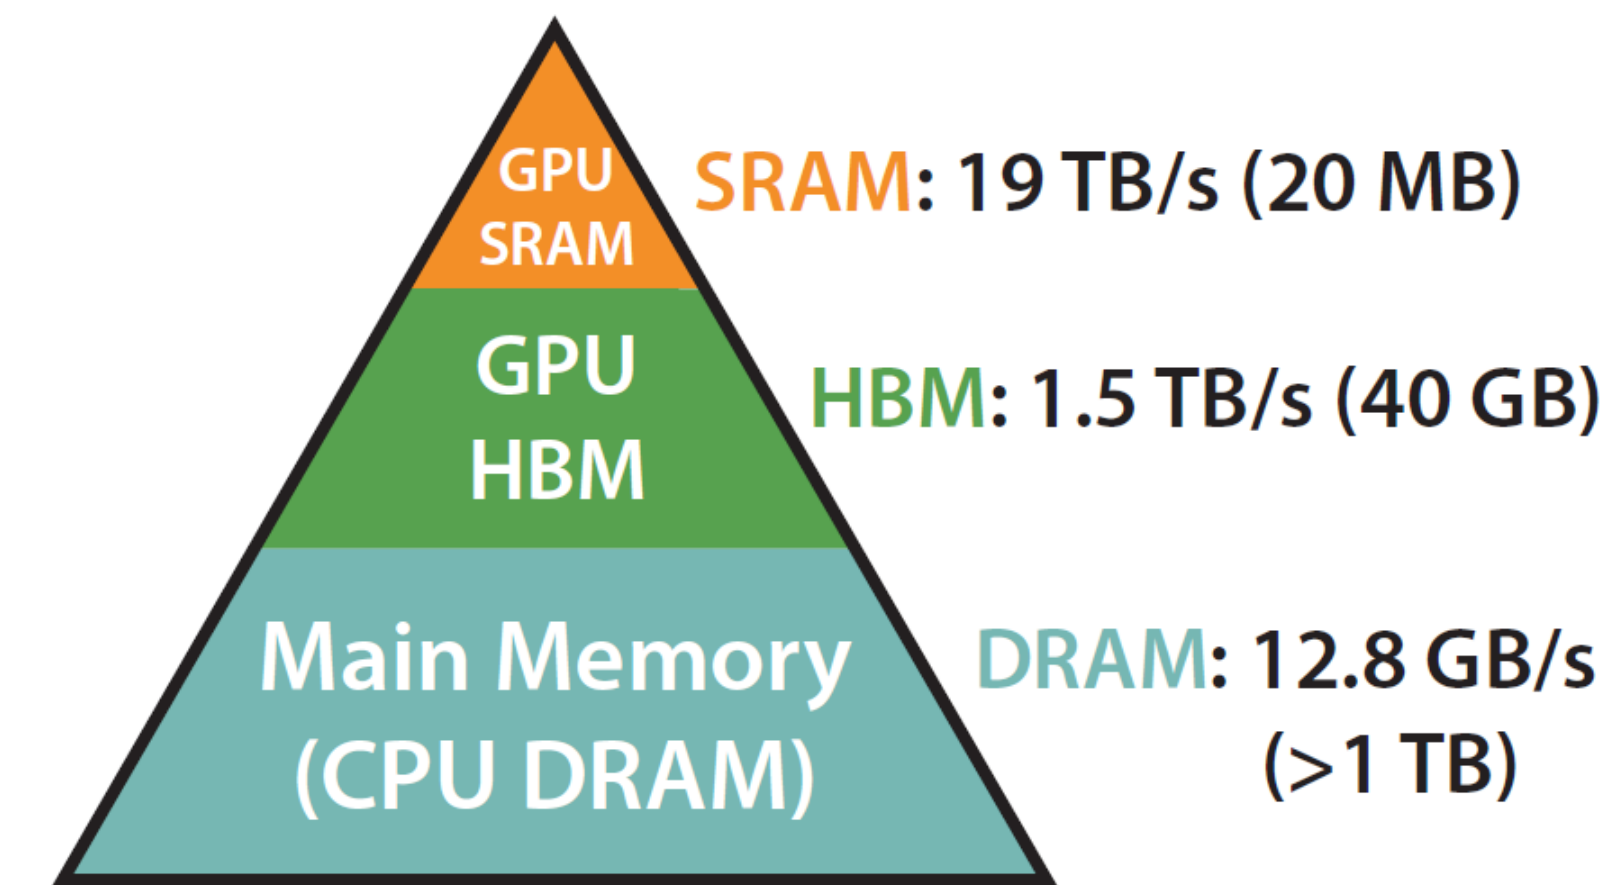 GPU
SRAM
SRAM: 19 TB/s (20 MB)
GPU
HBM
HBM: 1.5 TB/s (40 GB)
Main Memory
(CPU DRAM)
DRAM: 12.8 GB/s
(>1 TB)